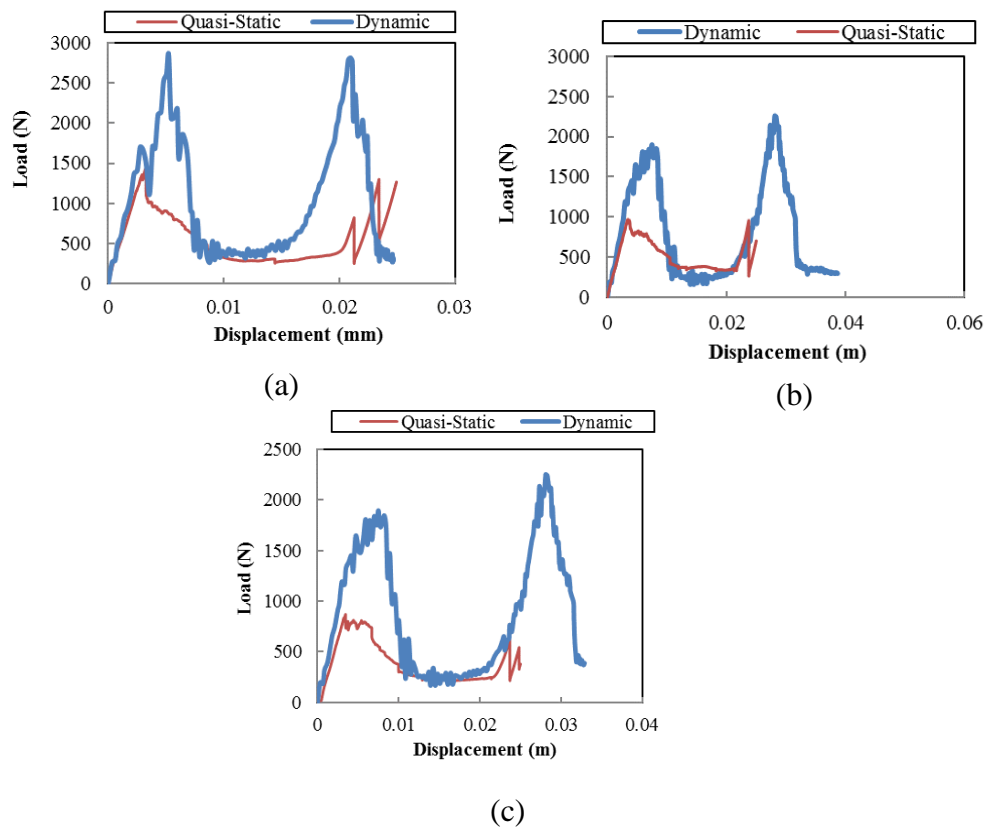 Quasi-Static Dynamic
3000
2500
2000
1500
1000
500
0
Load (N)
0 0.01 0.02 0.03
Displacement (mm)
(a)
Dynamic Quasi-Static
3000
2500
2000
1500
1000
500
0
Load (N)
0 0.02 0.04 0.06
Displacement (m)
(b)
Quasi-Static Dynamic
2500
2000
1500
1000
500
0
Load (N)
0 0.01 0.02 0.03 0.04
Displacement (m)
(c)